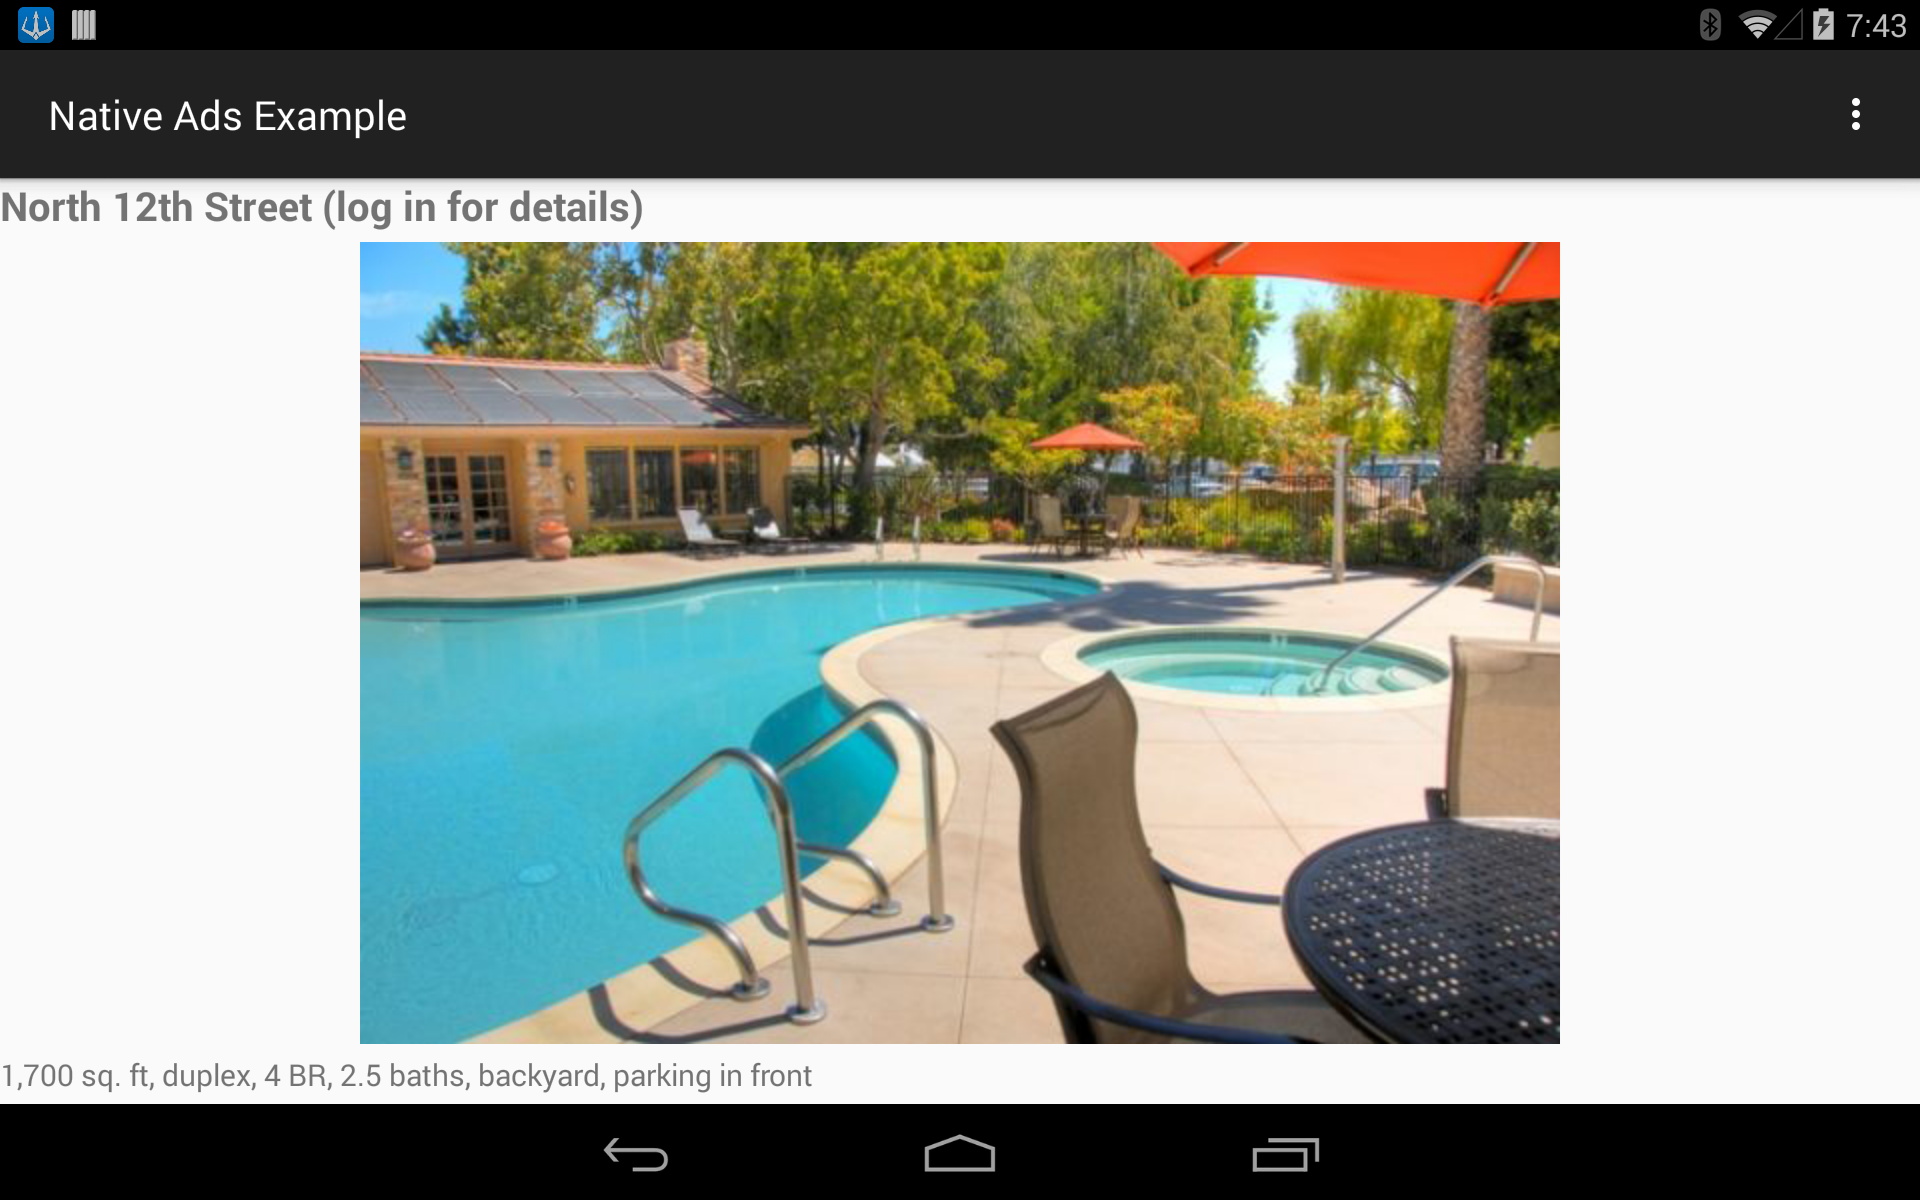 7:43
Native Ads Example
North 12th Street (log in for details)
1,700 sq. ft, duplex, 4 BR, 2.5 baths, backyard, parking in front